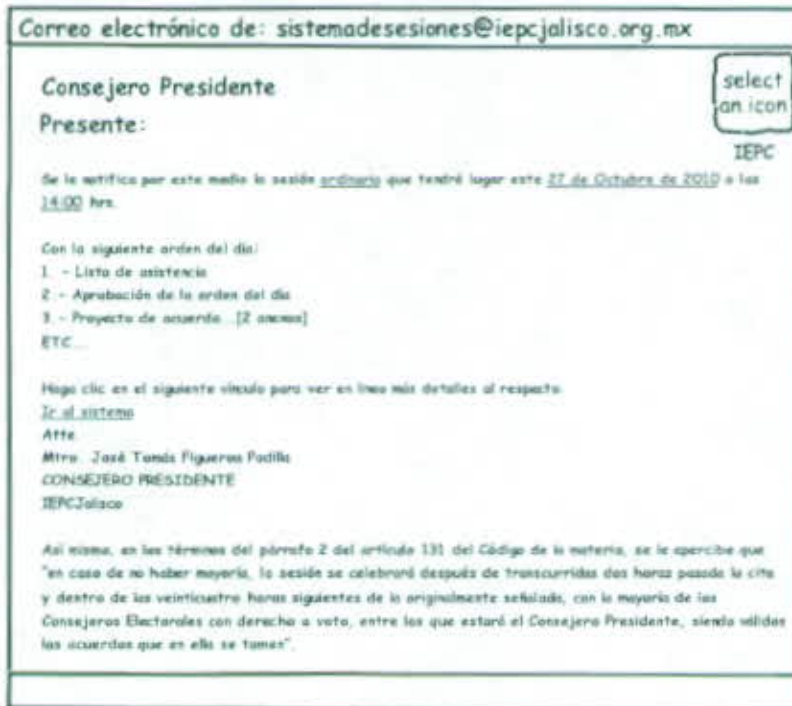 Correo electrónico de: sistemadesesiones@iepcjalisco.org.mx
Consejero Presidente
Presente:
select
an icon
IEPC
Se le notifica por este medio la sesión ordinaria que tendrá lugar este 27 de Octubre de 2010 a las
14:00 hrs.
Con la siguiente orden del día:
1. - Lista de asistencia
2. - Aprobación de la orden del día
3. - Proyecto de acuerdo...[2 anexos]
ETC...
Haga clic en el siguiente vínculo para ver en línea más detalles al respecto.
Ir al sistema
Atte.
Mtro. José Tomás Figueroa Padilla
CONSEJERO PRESIDENTE
IEPCJalisco
Así mismo, en los términos del párrafo 2 del artículo 131 del Código de la materia, se le apercibe que
"en caso de no haber mayoría, la sesión se celebrará después de transcurridas dos horas pasada la cita
y dentro de las veinticuatro horas siguientes de la originalmente señalada, con la mayoría de los
Consejeros Electorales con derecho a voto, entre los que estará el Consejero Presidente, siendo válidos
los acuerdos que en ella se tomen".